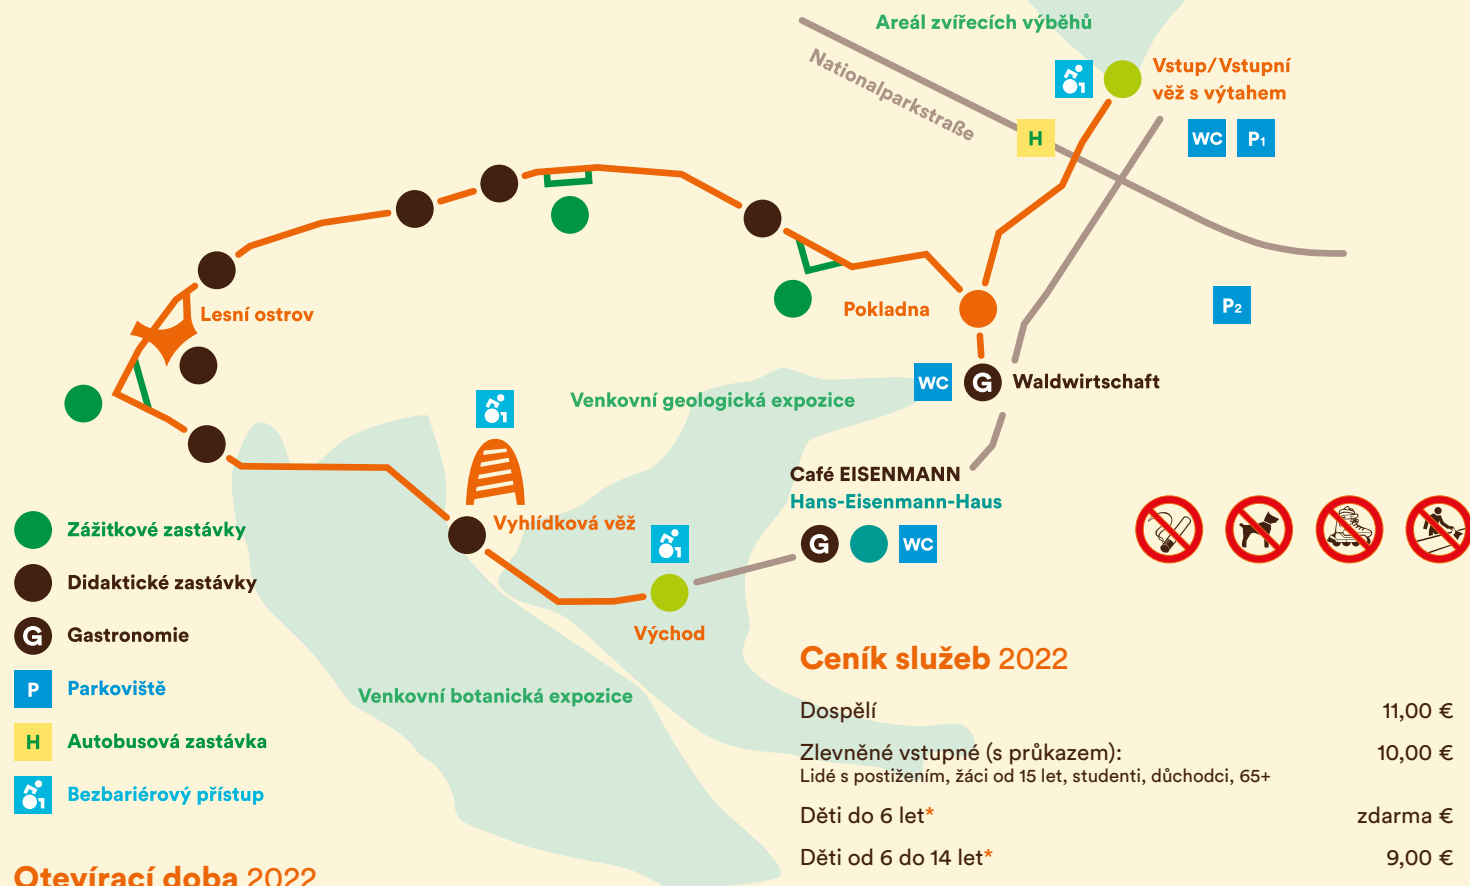 Areál zvířecích výběhů
Nationalparkstraße
Vstup/Vstupní
věž s výtahem
H
WC
P1
Lesní ostrov
Pokladna
P2
WC
G
Waldwirtschaft
Venkovní geologická expozice
Café EISENMANN
Hans-Eisenmann-Haus
G
WC
Vyhlídková věž
Východ
Venkovní botanická expozice
Zážitkové zastávky
Didaktické zastávky
G Gastronomie
P Parkoviště
H Autobusová zastávka
Bezbariérový přístup
Otevírací doba 2022
Ceník služeb 2022
Dospělí 11,00 €
Zlevněné vstupné (s průkazem): 10,00 €
Lidé s postižením, žáci od 15 let, studenti, důchodci, 65+
Děti do 6 let* zdarma €
Děti od 6 do 14 let* 9,00 €